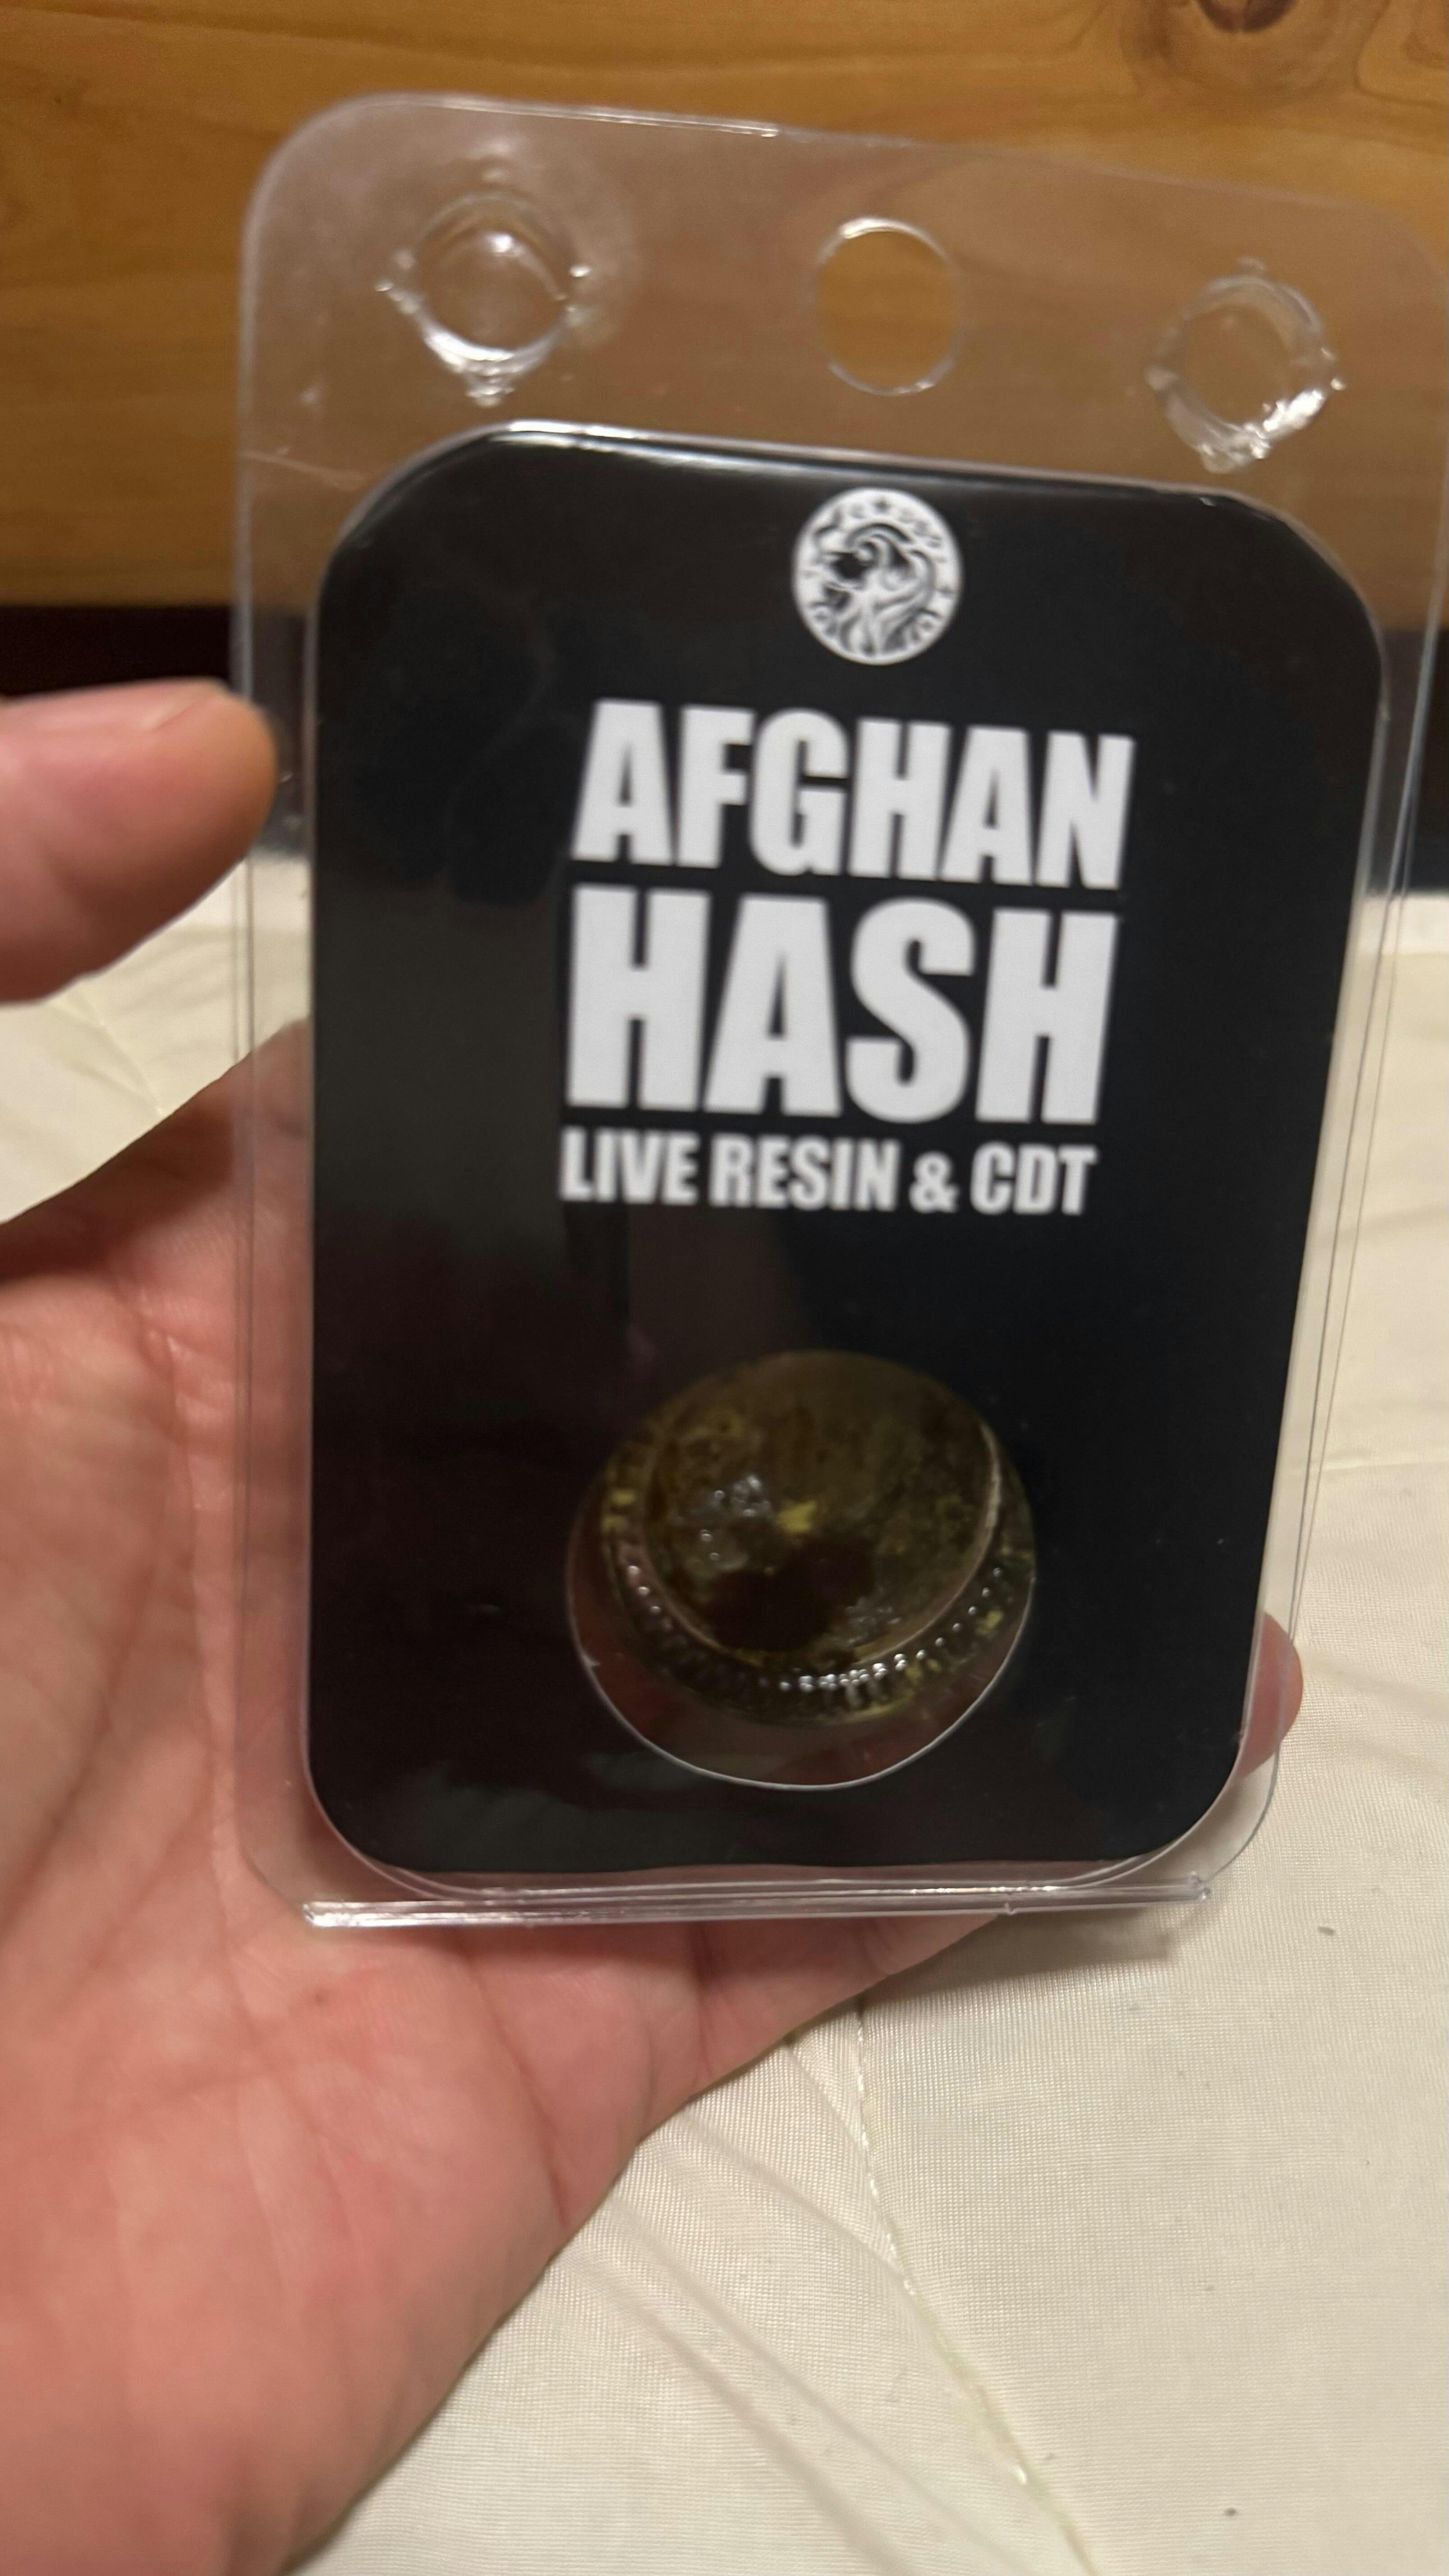 AFGHAN
HASH
LIVE RESIN & CDT